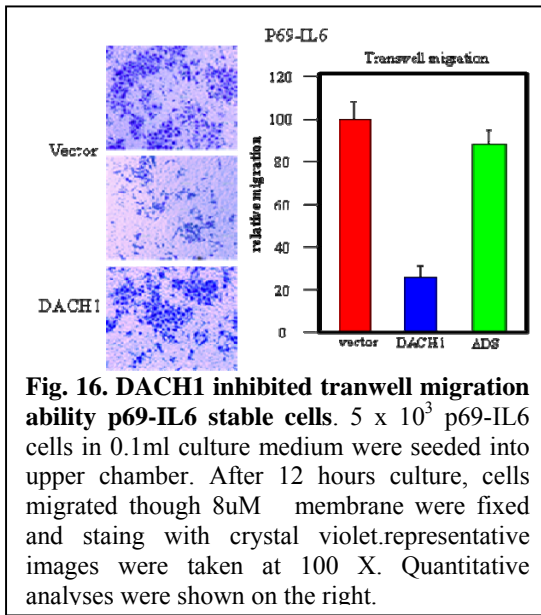 P69-IL6
Transwell migration
Vector
DACH1
relative migration
120
100
80
60
40
20
0
vector DACH1 ΔDS
Fig. 16. DACH1 inhibited tranwell migration
ability p69-IL6 stable cells. 5 x 10³ p69-IL6
cells in 0.1ml culture medium were seeded into
upper chamber. After 12 hours culture, cells
migrated though 8uM membrane were fixed
and staing with crystal violet.representative
images were taken at 100 X. Quantitative
analyses were shown on the right.